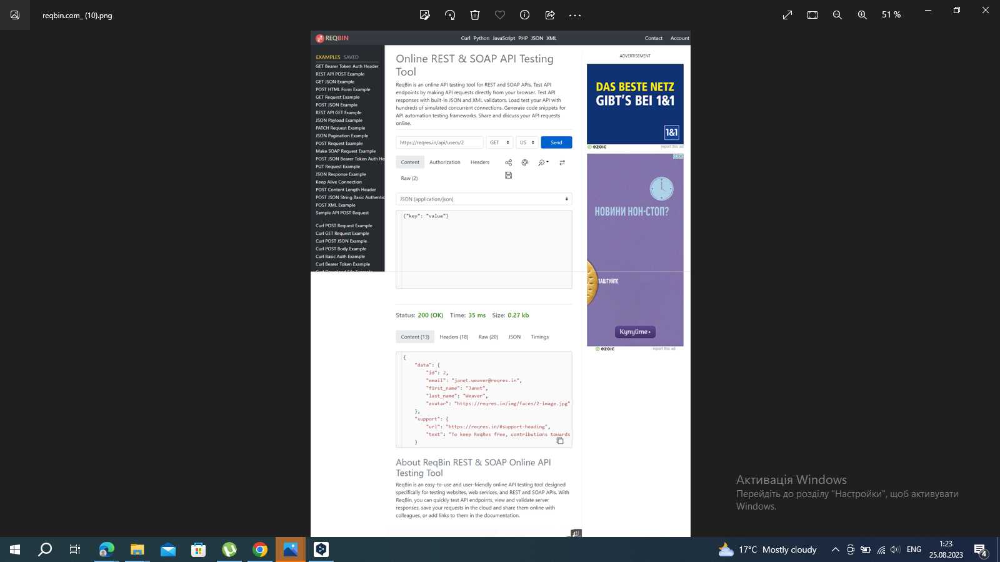 reqbin.com_ (10).png
51 %
REQBIN
Curl Python JavaScript PHP JSON XML
Contact Account
EXAMPLES SAVED
GET Bearer Token Auth Header
REST API POST Example
GET JSON Example
POST HTML Form Example
GET Request Example
POST JSON Example
REST API GET Example
JSON Payload Example
PATCH Request Example
JSON Pagination Example
POST Request Example
Make SOAP Request Example
POST JSON Bearer Token Auth He
PUT Request Example
JSON Response Example
Keep Alive Connection
POST Content Length Header
POST JSON String Basic Authentic
POST XML Example
Sample API POST Request
Curl POST Request Example
Curl GET Request Example
Curl POST JSON Example
Curl POST Body Example
Curl Basic Auth Example
Curl Bearer Token Example
Curl Download File Example
Online REST & SOAP API Testing
Tool
ReqBin is an online API testing tool for REST and SOAP APIs. Test API
endpoints by making API requests directly from your browser. Test API
responses with built-in JSON and XML validators. Load test your API with
hundreds of simulated concurrent connections. Generate code snippets for
API automation testing frameworks. Share and discuss your API requests
online.
https://reqres.in/api/users/2 GET US Send
Content Authorization Headers
Raw (2)
JSON (application/json)
{"key": "value"}
Status: 200 (OK) Time: 35 ms Size: 0.27 kb
Content (13) Headers (18) Raw (20) JSON Timings
{
"data": {
"id": 2,
"email": "janet.weaver@reqres.in",
"first_name": "Janet",
"last_name": "Weaver",
"avatar": "https://reqres.in/img/faces/2-image.jpg"
},
"support": {
"url": "https://reqres.in/#support-heading",
"text": "To keep ReqRes free, contributions towards
}
About ReqBin REST & SOAP Online API
Testing Tool
ReqBin is an easy-to-use and user-friendly online API testing tool designed
specifically for testing websites, web services, and REST and SOAP APIs. With
ReqBin, you can quickly test API endpoints, view and validate server
responses, save your requests in the cloud and share them online with
colleagues, or add links to them in the documentation.
ADVERTISEMENT
DAS BESTE NETZ
GIBT'S BEI 1&1
1&1
ezoic report this ad
НОВИНИ НОН-СТОП?
ЛАШТУЙТЕ
Купуйте
ezoic report this ad
Активація Windows
Перейдіть до розділу "Настройки", щоб активувати
Windows.
17°C Mostly cloudy
ENG
1:23
25.08.2023
4